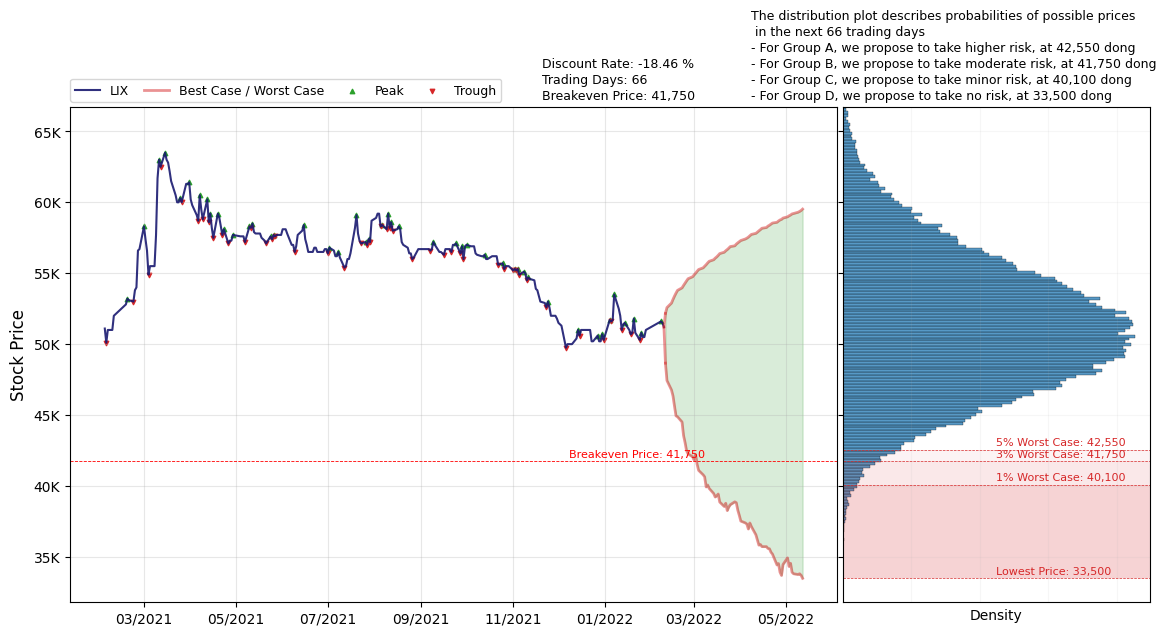 The distribution plot describes probabilities of possible prices
in the next 66 trading days
- For Group A, we propose to take higher risk, at 42,550 dong
- For Group B, we propose to take moderate risk, at 41,750 dong
- For Group C, we propose to take minor risk, at 40,100 dong
- For Group D, we propose to take no risk, at 33,500 dong
Discount Rate: -18.46 %
Trading Days: 66
Breakeven Price: 41,750
LIX Best Case / Worst Case Peak Trough
65K
60K
55K
50K
45K
40K
35K
Stock Price
Breakeven Price: 41,750
5% Worst Case: 42,550
3% Worst Case: 41,750
1% Worst Case: 40,100
Lowest Price: 33,500
03/2021 05/2021 07/2021 09/2021 11/2021 01/2022 03/2022 05/2022
Density